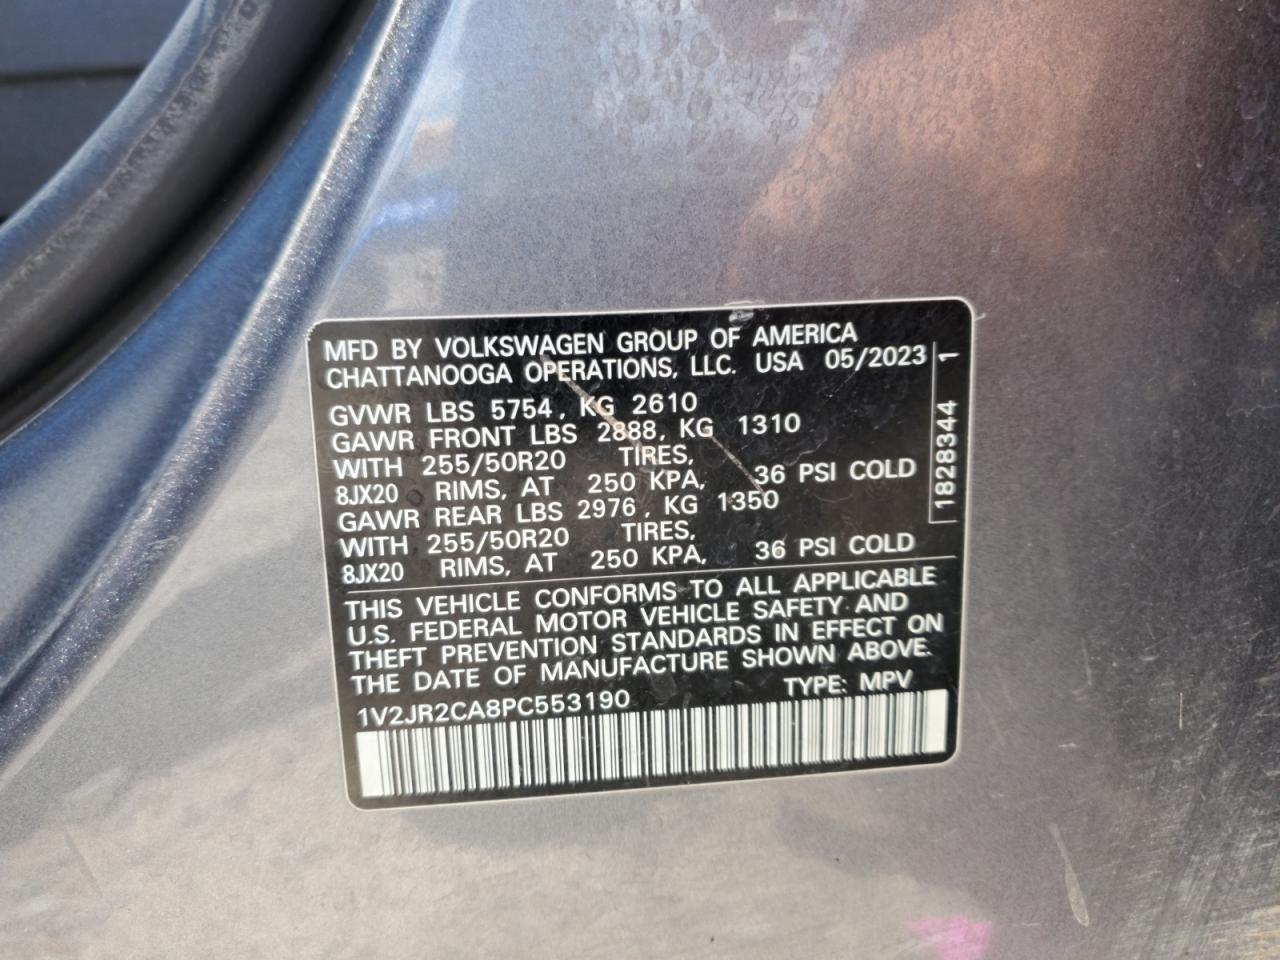 MFD BY VOLKSWAGEN GROUP OF AMERICA
CHATTANOOGA OPERATIONS, LLC. USA 05/2023
GVWR LBS 5754, KG 2610
GAWR FRONT LBS 2888, KG 1310
WITH 255/50R20 TIRES,
8JX20 RIMS, AT 250 KPA, 36 PSI COLD
GAWR REAR LBS 2976, KG 1350
WITH 255/50R20 TIRES,
8JX20 RIMS, AT 250 KPA, 36 PSI COLD
1828344 1
THIS VEHICLE CONFORMS TO ALL APPLICABLE
U.S. FEDERAL MOTOR VEHICLE SAFETY AND
THEFT PREVENTION STANDARDS IN EFFECT ON
THE DATE OF MANUFACTURE SHOWN ABOVE.
1V2JR2CA8PC553190 TYPE: MPV